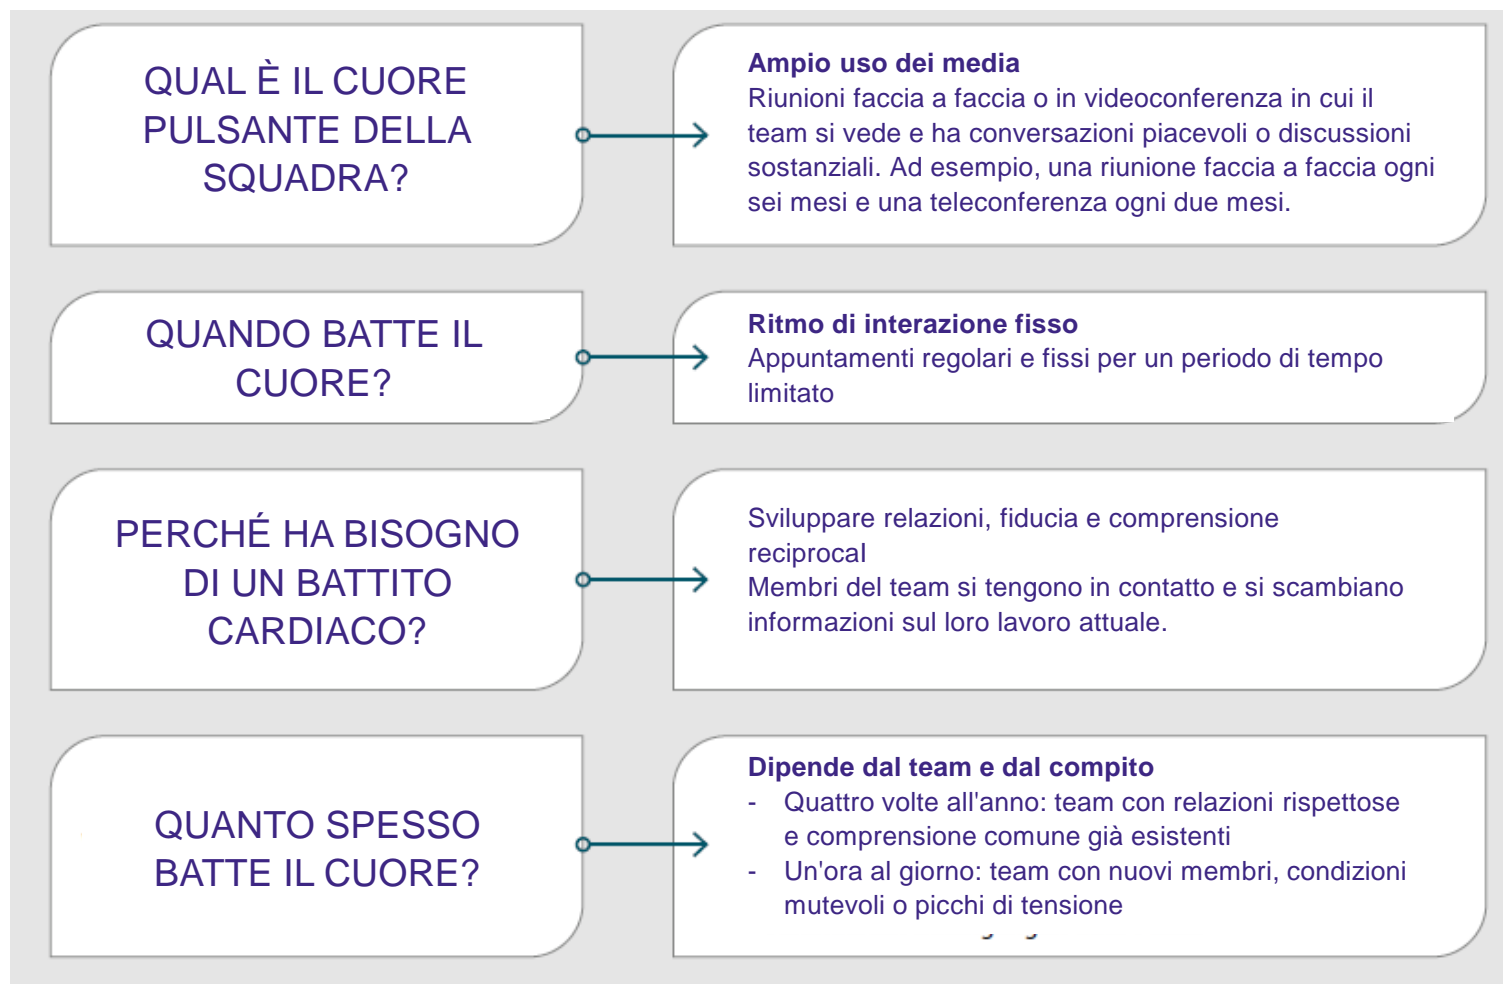 QUAL È IL CUORE
PULSANTE DELLA
SQUADRA?
Ampio uso dei media
Riunioni faccia a faccia o in videoconferenza in cui il
team si vede e ha conversazioni piacevoli o discussioni
sostanziali. Ad esempio, una riunione faccia a faccia ogni
sei mesi e una teleconferenza ogni due mesi.
QUANDO BATTE IL
CUORE?
Ritmo di interazione fisso
Appuntamenti regolari e fissi per un periodo di tempo
limitato
PERCHÉ HA BISOGNO
DI UN BATTITO
CARDIACO?
Sviluppare relazioni, fiducia e comprensione
reciprocaI
Membri del team si tengono in contatto e si scambiano
informazioni sul loro lavoro attuale.
QUANTO SPESSO
BATTE IL CUORE?
Dipende dal team e dal compito
- Quattro volte all'anno: team con relazioni rispettose
e comprensione comune già esistenti
- Un'ora al giorno: team con nuovi membri, condizioni
mutevoli o picchi di tensione